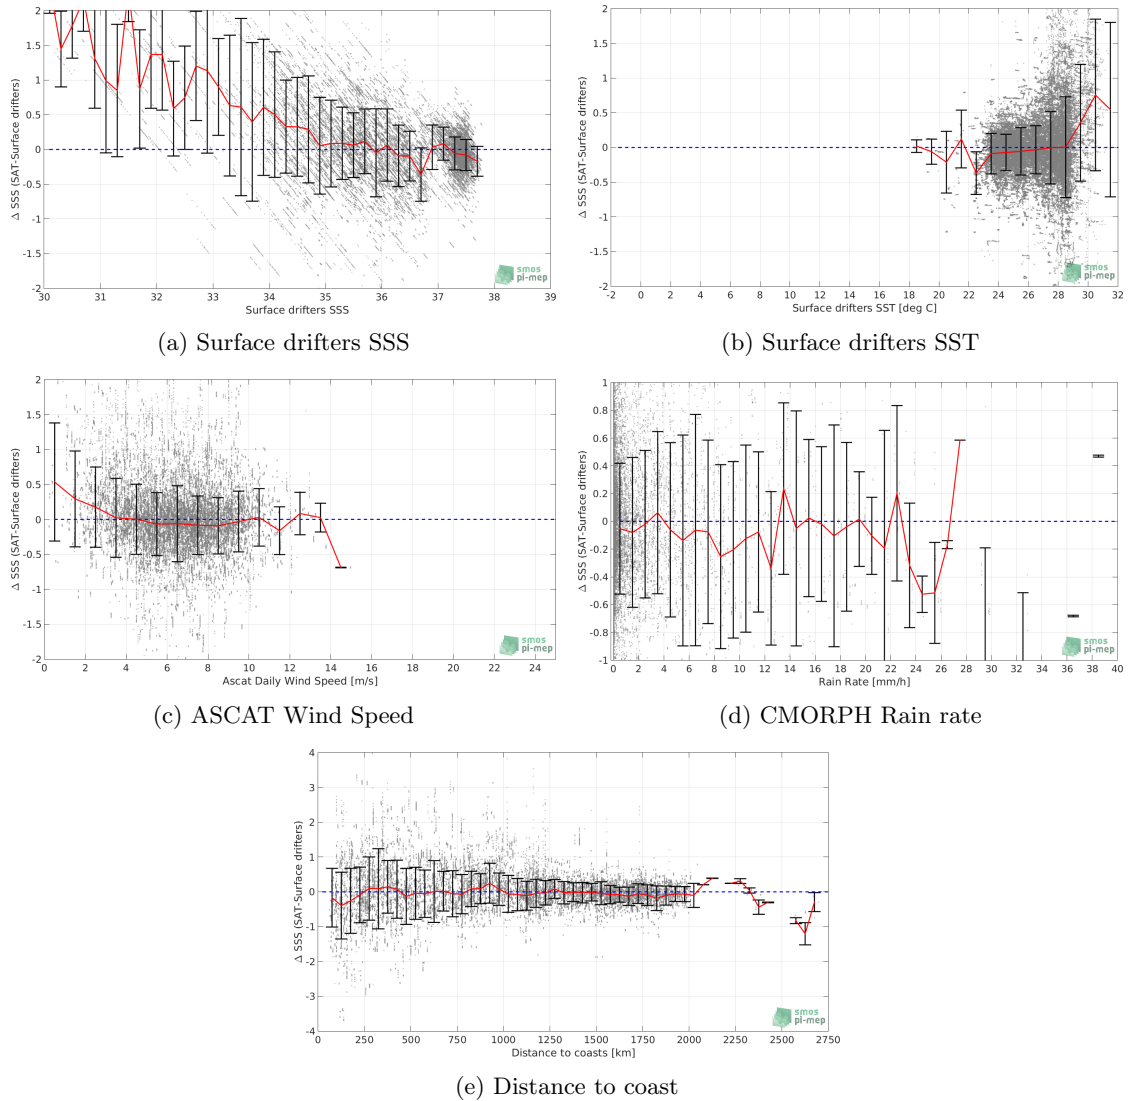 2
1.5
1
0.5
0
-0.5
-1
-1.5
-2
Δ SSS (SAT-Surface drifters)
30 31 32 33 34 35 36 37 38 39
Surface drifters SSS
smos
pi-mep
(a) Surface drifters SSS
2
1.5
1
0.5
0
-0.5
-1
-1.5
-2
Δ SSS (SAT-Surface drifters)
-2 0 2 4 6 8 10 12 14 16 18 20 22 24 26 28 30 32
Surface drifters SST [deg C]
smos
pi-mep
(b) Surface drifters SST
2
1.5
1
0.5
0
-0.5
-1
-1.5
-2
Δ SSS (SAT-Surface drifters)
0 2 4 6 8 10 12 14 16 18 20 22 24
Ascat Daily Wind Speed [m/s]
smos
pi-mep
(c) ASCAT Wind Speed
1
0.8
0.6
0.4
0.2
0
-0.2
-0.4
-0.6
-0.8
-1
Δ SSS (SAT-Surface drifters)
0 2 4 6 8 10 12 14 16 18 20 22 24 26 28 30 32 34 36 38 40
Rain Rate [mm/h]
smos
pi-mep
(d) CMORPH Rain rate
4
3
2
1
0
-1
-2
-3
-4
Δ SSS (SAT-Surface drifters)
0 250 500 750 1000 1250 1500 1750 2000 2250 2500 2750
Distance to coasts [km]
smos
pi-mep
(e) Distance to coast